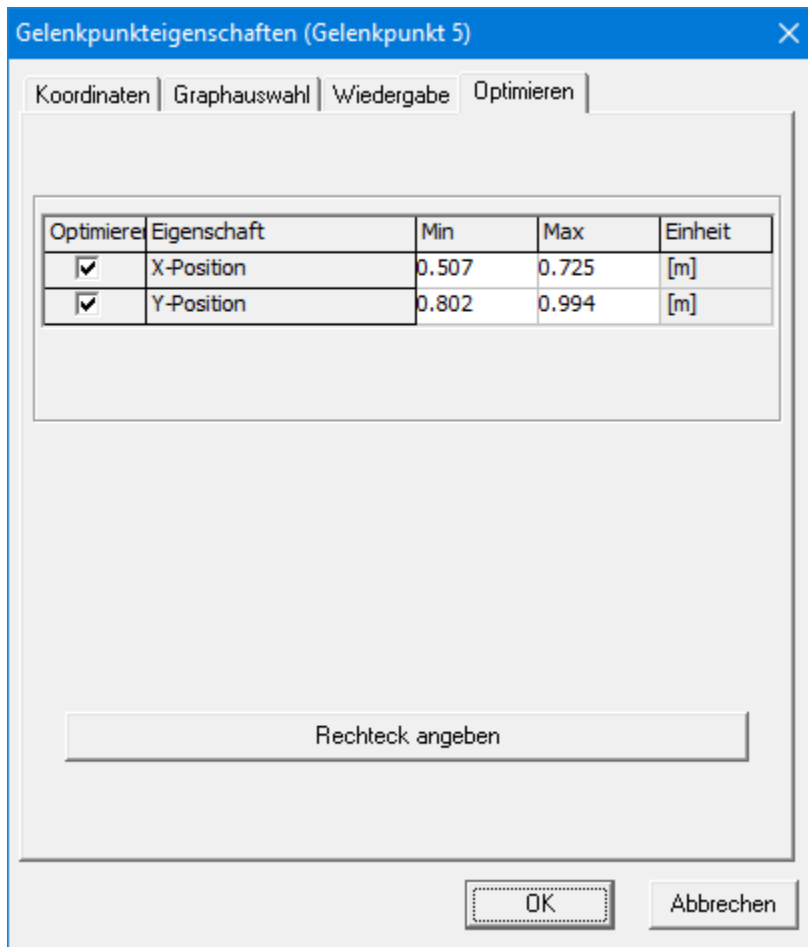 Gelenkpunkteigenschaften (Gelenkpunkt 5)
Koordinaten Graphauswahl Wiedergabe Optimieren
Optimieren Eigenschaft Min Max Einheit
X-Position 0.507 0.725 [m]
Y-Position 0.802 0.994 [m]
Rechteck angeben
OK Abbrechen